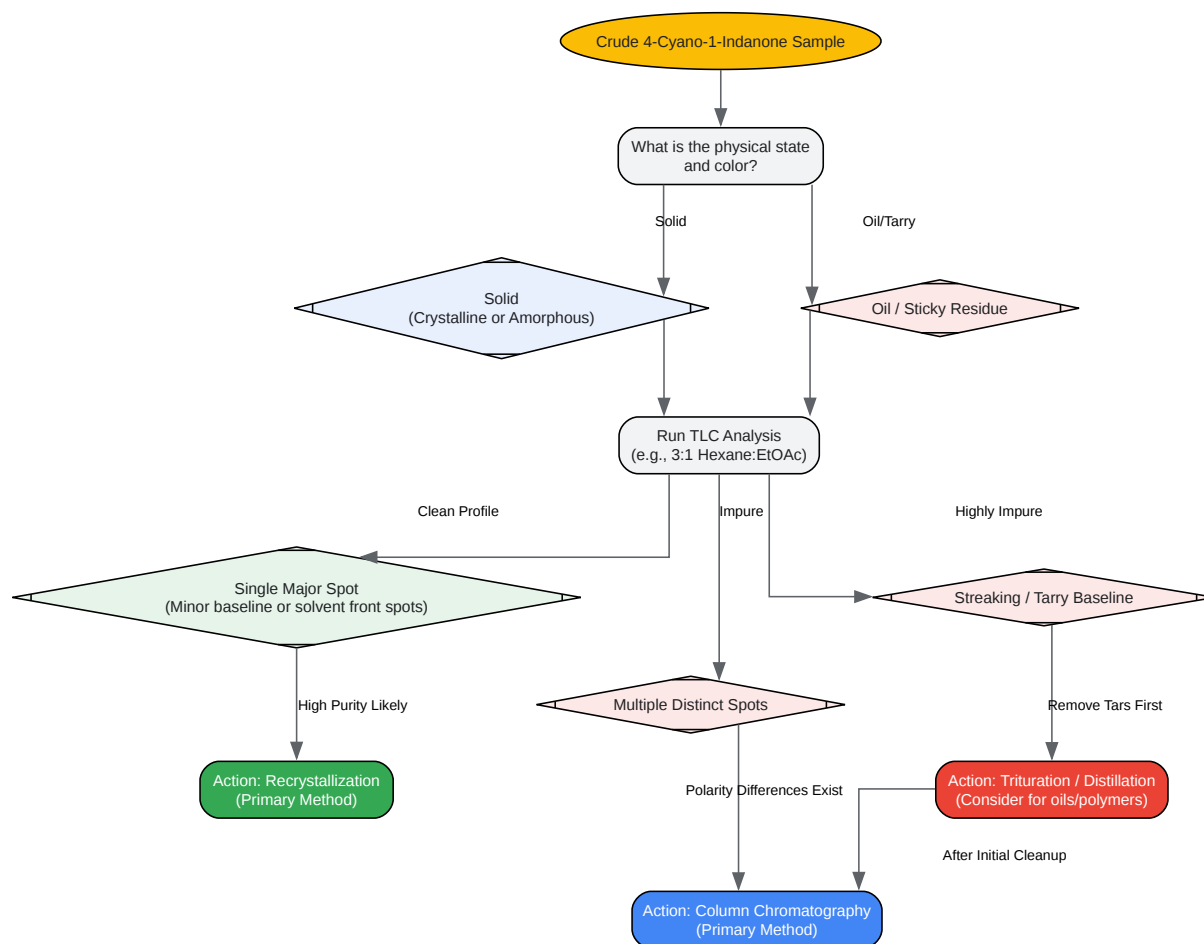 Crude 4-Cyano-1-Indanone Sample
What is the physical state
and color?
Solid
Oil/Tarry
Solid
(Crystalline or Amorphous)
Oil / Sticky Residue
Run TLC Analysis
(e.g., 3:1 Hexane:EtOAc)
Clean Profile
Impure
Highly Impure
Single Major Spot
(Minor baseline or solvent front spots)
Streaking / Tarry Baseline
High Purity Likely
Multiple Distinct Spots
Remove Tars First
Action: Recrystallization
(Primary Method)
Polarity Differences Exist
Action: Trituration / Distillation
(Consider for oils/polymers)
After Initial Cleanup
Action: Column Chromatography
(Primary Method)